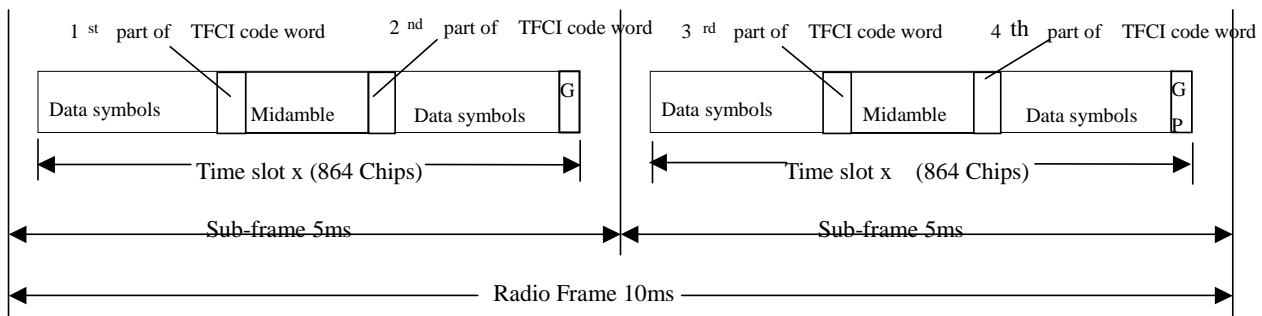 1 st part of TFCI code word
2 nd part of TFCI code word
3 rd part of TFCI code word
4 th part of TFCI code word
Data symbols
Midamble
Data symbols
G
Data symbols
Midamble
Data symbols
G
P
Time slot x (864 Chips)
Time slot x (864 Chips)
Sub-frame 5ms
Sub-frame 5ms
Radio Frame 10ms